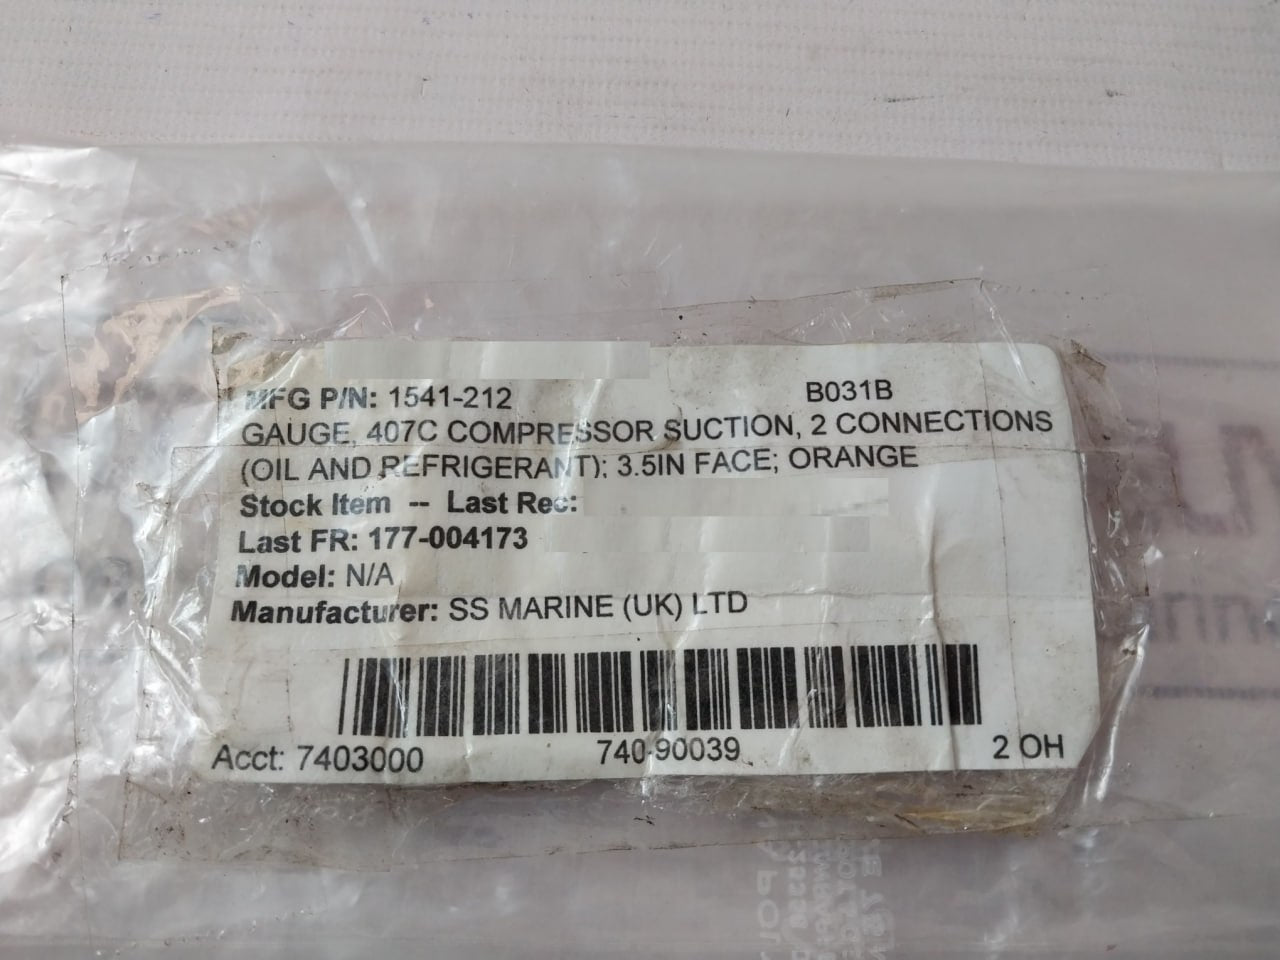 MFG P/N: 1541-212 B031B
GAUGE, 407C COMPRESSOR SUCTION, 2 CONNECTIONS
(OIL AND REFRIGERANT); 3.5IN FACE; ORANGE
Stock Item -- Last Rec:
Last FR: 177-004173
Model: N/A
Manufacturer: SS MARINE (UK) LTD
Acct: 7403000 740-90039 2 OH